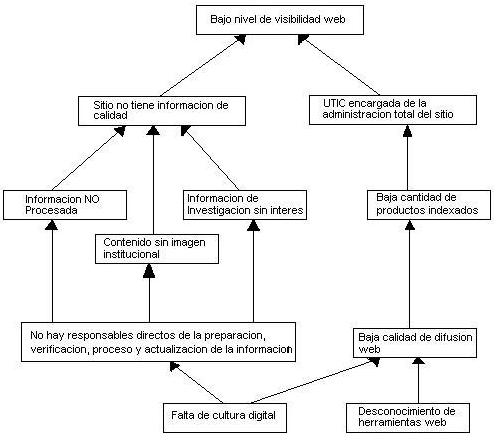 Bajo nivel de visibilidad web
Sitio no tiene informacion de
calidad
UTIC encargada de la
administracion total del sitio
Informacion NO
Procesada
Informacion de
Investigacion sin interes
Baja cantidad de
productos indexados
Contenido sin imagen
institucional
No hay responsables directos de la preparacion,
verificacion, proceso y actualizacion de la informacion
Baja calidad de difusion
web
Falta de cultura digital
Desconocimiento de
herramientas web